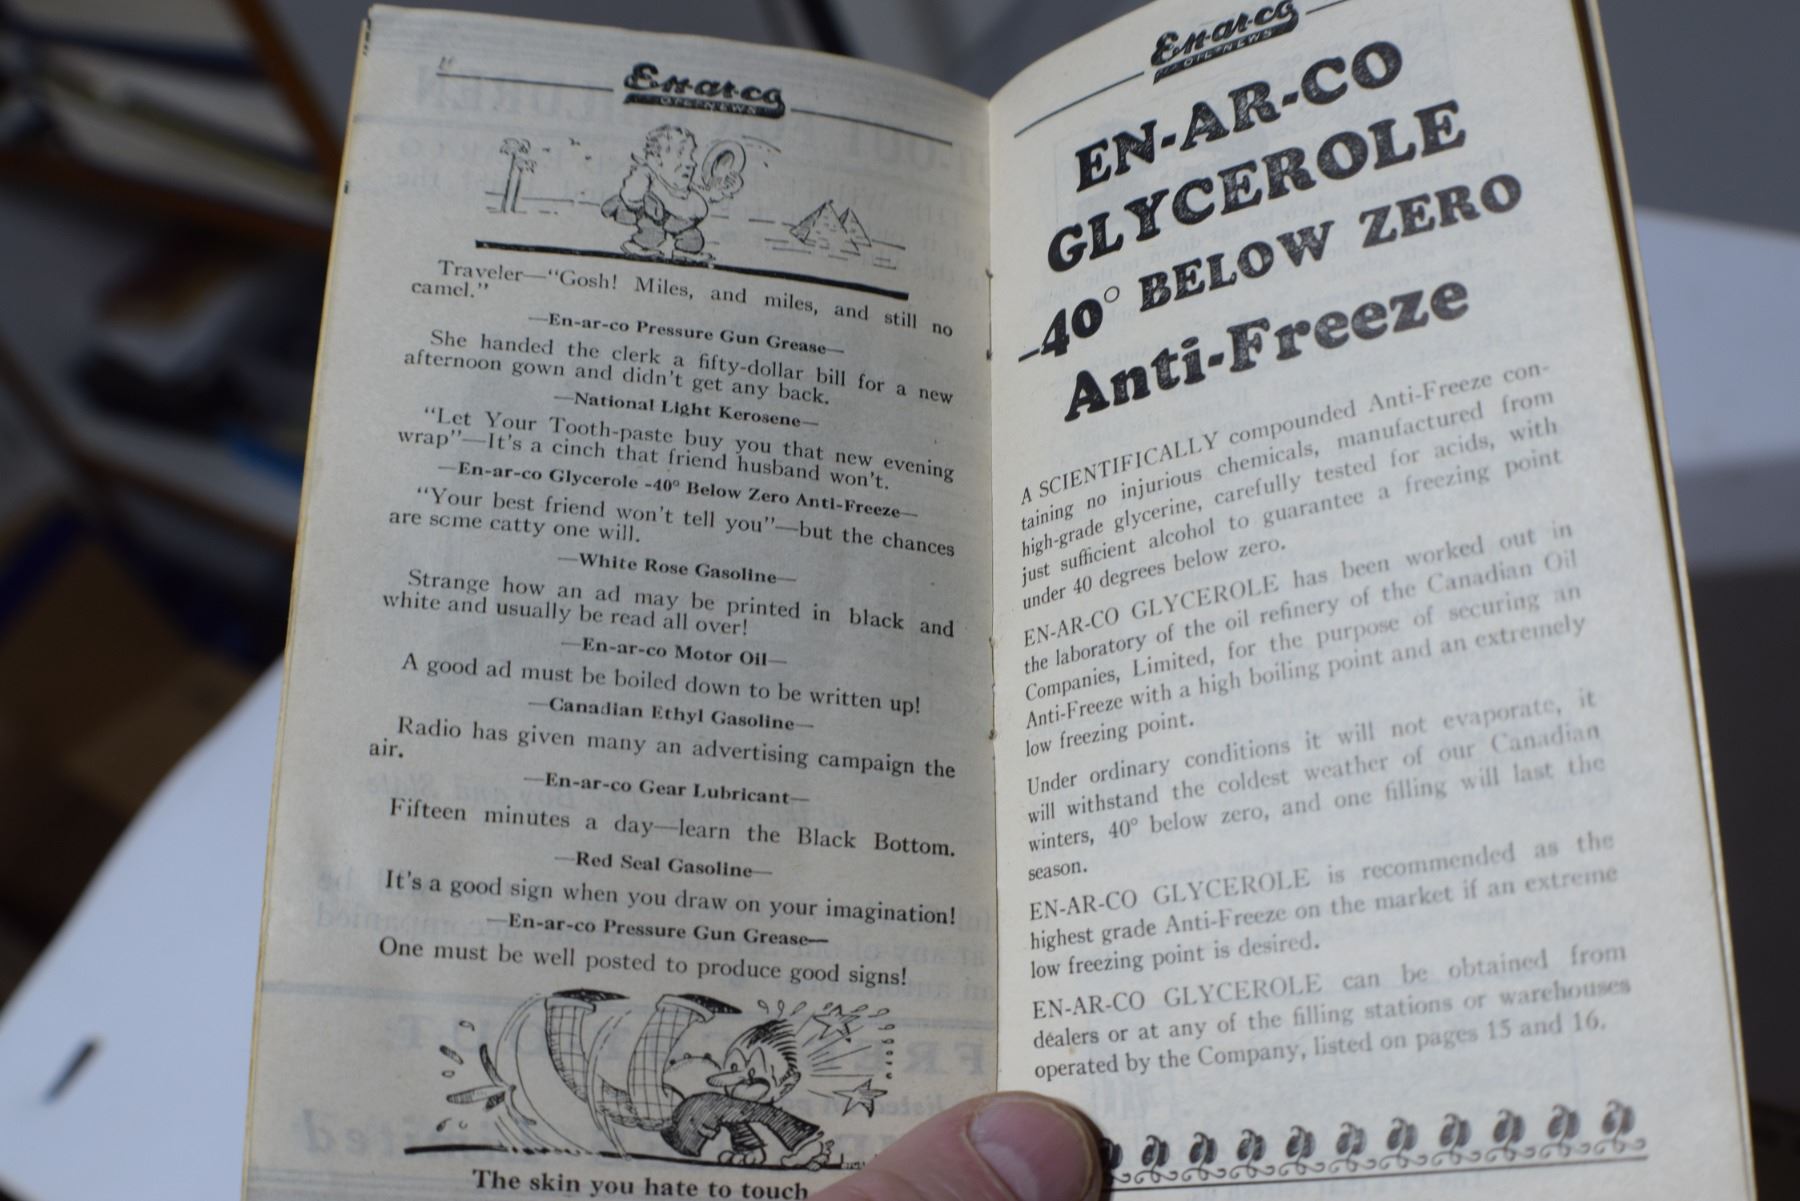 En-ar-co
OIL NEWS
Traveler—"Gosh! Miles, and miles, and still no
camel."
—En-ar-co Pressure Gun Grease—
She handed the clerk a fifty-dollar bill for a new
afternoon gown and didn't get any back.
—National Light Kerosene—
"Let Your Tooth-paste buy you that new evening
wrap"—It's a cinch that friend husband won't.
—En-ar-co Glycerole -40° Below Zero Anti-Freeze—
"Your best friend won't tell you"—but the chances
are some catty one will.
—White Rose Gasoline—
Strange how an ad may be printed in black and
white and usually be read all over!
—En-ar-co Motor Oil—
A good ad must be boiled down to be written up!
—Canadian Ethyl Gasoline—
Radio has given many an advertising campaign the
air.
—En-ar-co Gear Lubricant—
Fifteen minutes a day—learn the Black Bottom.
—Red Seal Gasoline—
It's a good sign when you draw on your imagination!
—En-ar-co Pressure Gun Grease—
One must be well posted to produce good signs!
The skin you hate to touch
En-ar-co
OIL NEWS
EN-AR-CO
GLYCEROLE
-40° BELOW ZERO
Anti-Freeze
A SCIENTIFICALLY compounded Anti-Freeze con-
taining no injurious chemicals, manufactured from
high-grade glycerine, carefully tested for acids, with
just sufficient alcohol to guarantee a freezing point
under 40 degrees below zero.
EN-AR-CO GLYCEROLE has been worked out in
the laboratory of the oil refinery of the Canadian Oil
Companies, Limited, for the purpose of securing an
Anti-Freeze with a high boiling point and an extremely
low freezing point.
Under ordinary conditions it will not evaporate, it
will withstand the coldest weather of our Canadian
winters, 40° below zero, and one filling will last the
season.
EN-AR-CO GLYCEROLE is recommended as the
highest grade Anti-Freeze on the market if an extreme
low freezing point is desired.
EN-AR-CO GLYCEROLE can be obtained from
dealers or at any of the filling stations or warehouses
operated by the Company, listed on pages 15 and 16.